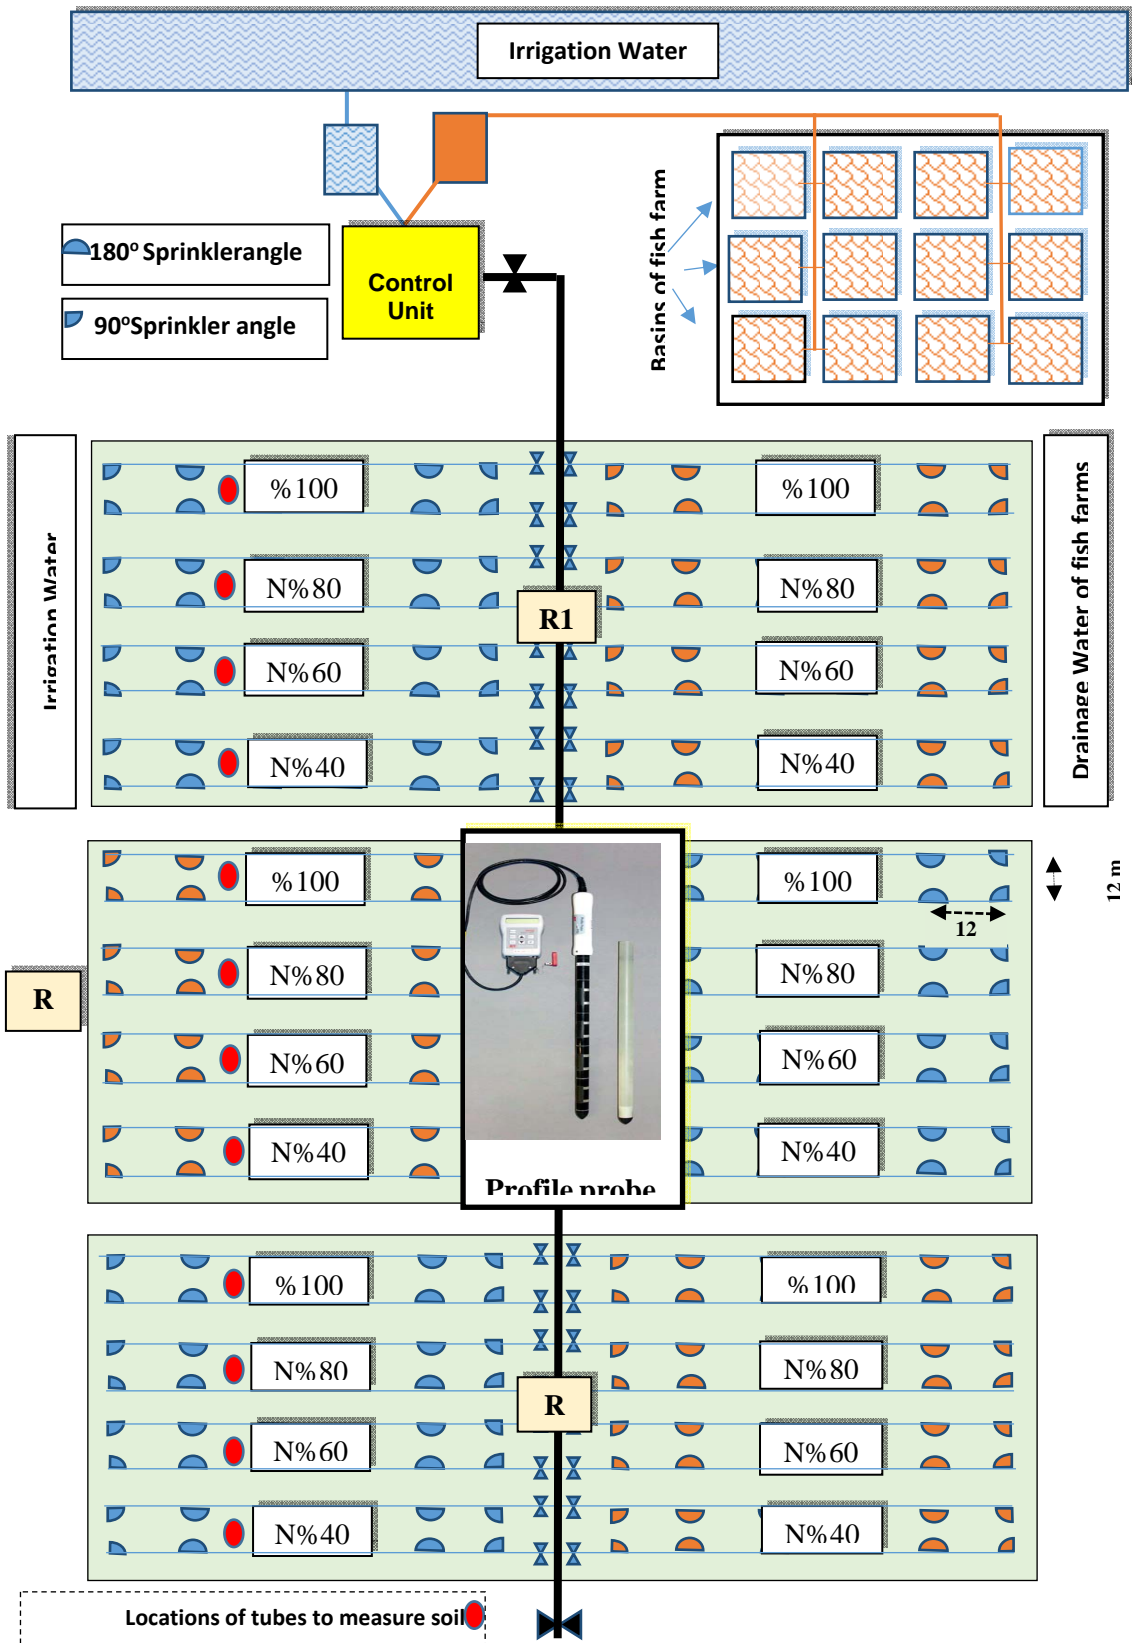 Irrigation Water
180° Sprinklerangle
90°Sprinkler angle
Control
Unit
Basins of fish farm
Irrigation Water
Drainage Water of fish farms
%100
%100
N%80
N%80
R1
N%60
N%60
N%40
N%40
%100
%100
12 m
12
N%80
N%80
R
N%60
N%60
N%40
N%40
Profile probe
%100
%100
N%80
N%80
R
N%60
N%60
N%40
N%40
Locations of tubes to measure soil